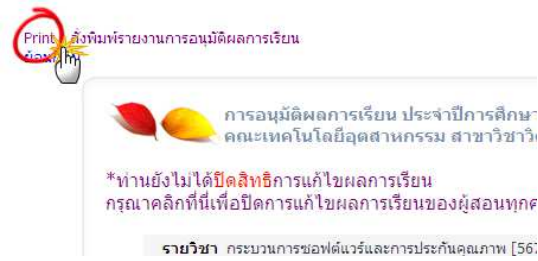 Print สั่งพิมพ์รายงานการอนุมัติผลการเรียน
การอนุมัติผลการเรียน ประจำปีการศึกษา
คณะเทคโนโลยีอุตสาหกรรม สาขาวิชาวิ
*ท่านยังไม่ได้ปิดสิทธิการแก้ไขผลการเรียน
กรุณาคลิกที่นี่เพื่อปิดการแก้ไขผลการเรียนของผู้สอนทุกค
รายวิชา กระบวนการซอฟต์แวร์และการประกันคุณภาพ [567